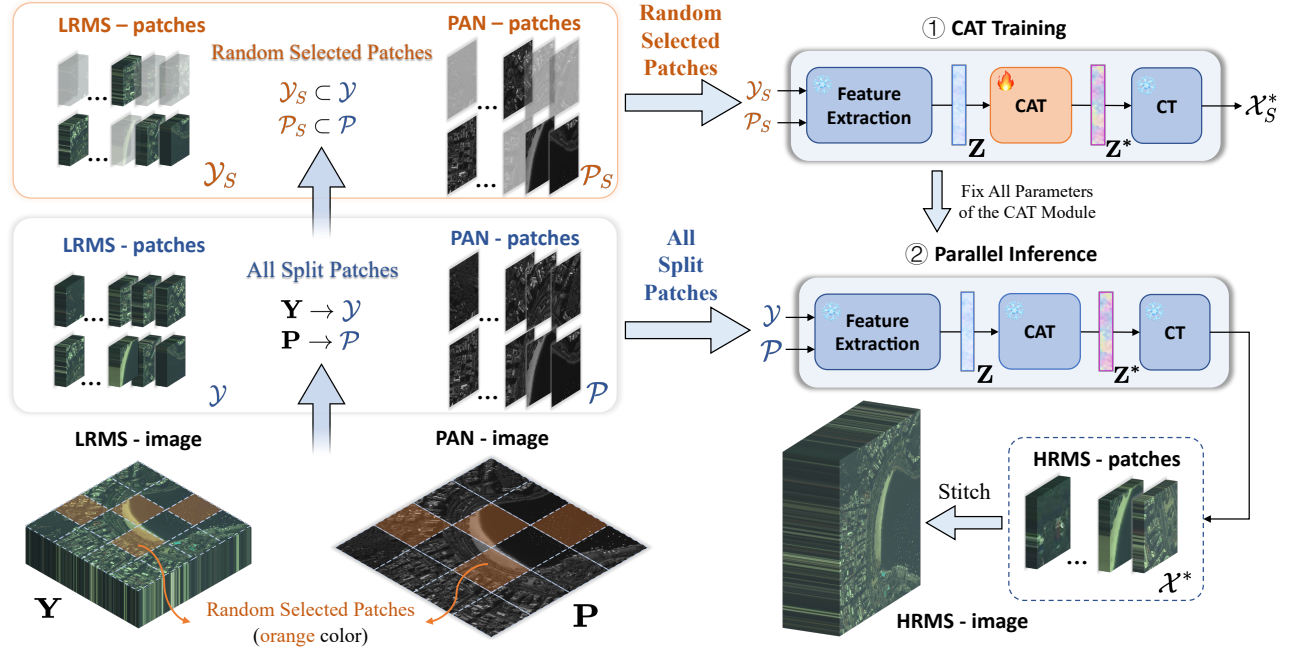 LRMS – patches
Random Selected Patches
𝒴_S ⊂ 𝒴
𝒫_S ⊂ 𝒫
PAN – patches
...
...
...
...
𝒴_S
𝒫_S
Random
Selected
Patches
① CAT Training
𝒴_S
𝒫_S
Feature
Extraction
Z
CAT
Z*
CT
𝒳*_S
Fix All Parameters
of the CAT Module
LRMS - patches
All Split Patches
Y → 𝒴
P → 𝒫
PAN - patches
...
...
...
...
𝒴
𝒫
All
Split
Patches
② Parallel Inference
𝒴
𝒫
Feature
Extraction
Z
CAT
Z*
CT
LRMS - image
PAN - image
Y
P
Random Selected Patches
(orange color)
HRMS - patches
...
𝒳*
Stitch
HRMS - image